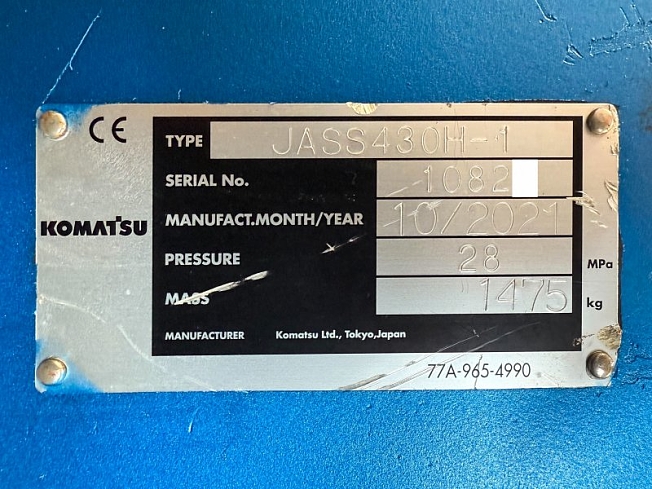 CE
TYPE JASS430H-1
SERIAL No. 1082
KOMATSU
MANUFACT.MONTH/YEAR 10/2021
PRESSURE 28 MPa
MASS 1475 kg
MANUFACTURER Komatsu Ltd., Tokyo,Japan
77A-965-4990